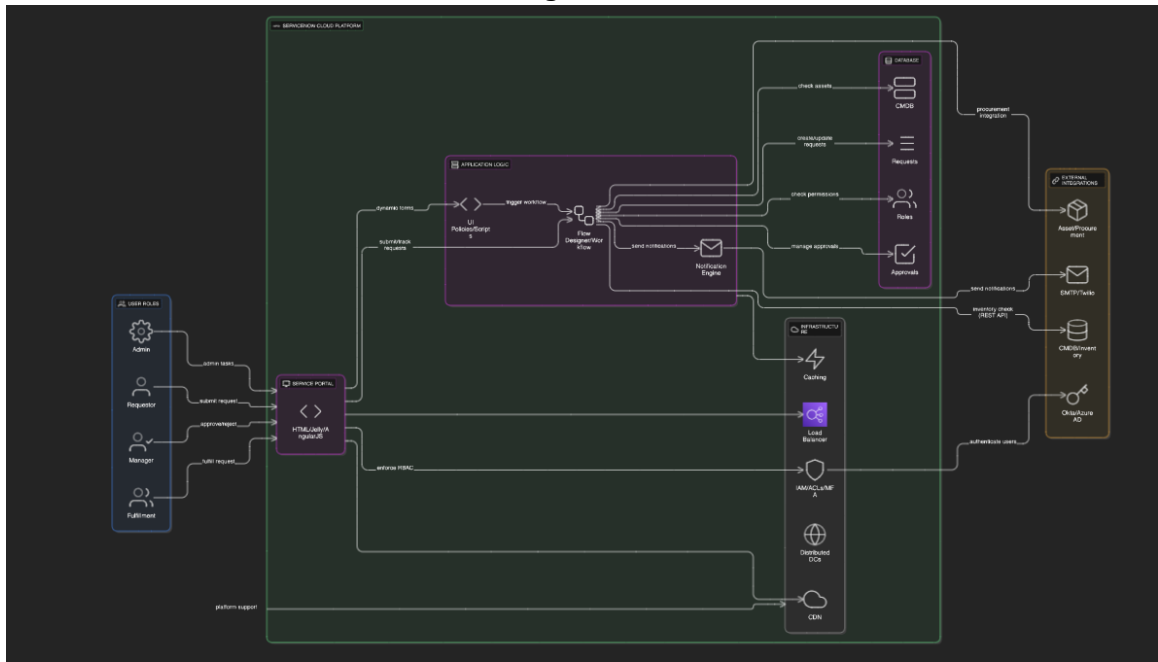 SERVICENOW CLOUD PLATFORM
DATABASE
check assets
CMDB
procurement
integration
create/update
requests
Requests
APPLICATION LOGIC
EXTERNAL
INTEGRATIONS
check permissions
Roles
dynamic forms
trigger workflow
UI
Policies/Script
s
Flow
Designer/Wor
kflow
Asset/Procure
ment
submit/track
requests
send notifications
Notification
Engine
manage approvals
Approvals
send notifications
EMTP/Twilio
USER ROLES
inventory check
(REST API)
INFRASTRUCTU
RE
Admin
CMDB/Invent
ory
admin tasks
Caching
SERVICE PORTAL
Requestor
submit request
HTML/Jelly/A
ngularJS
Okta/Azure
AD
approve/reject
Load
Balancer
authenticate users
Manager
fulfill request
enforce RBAC
IAM/ACLs/MF
A
Fulfillment
Distributed
DCs
platform support
CDN